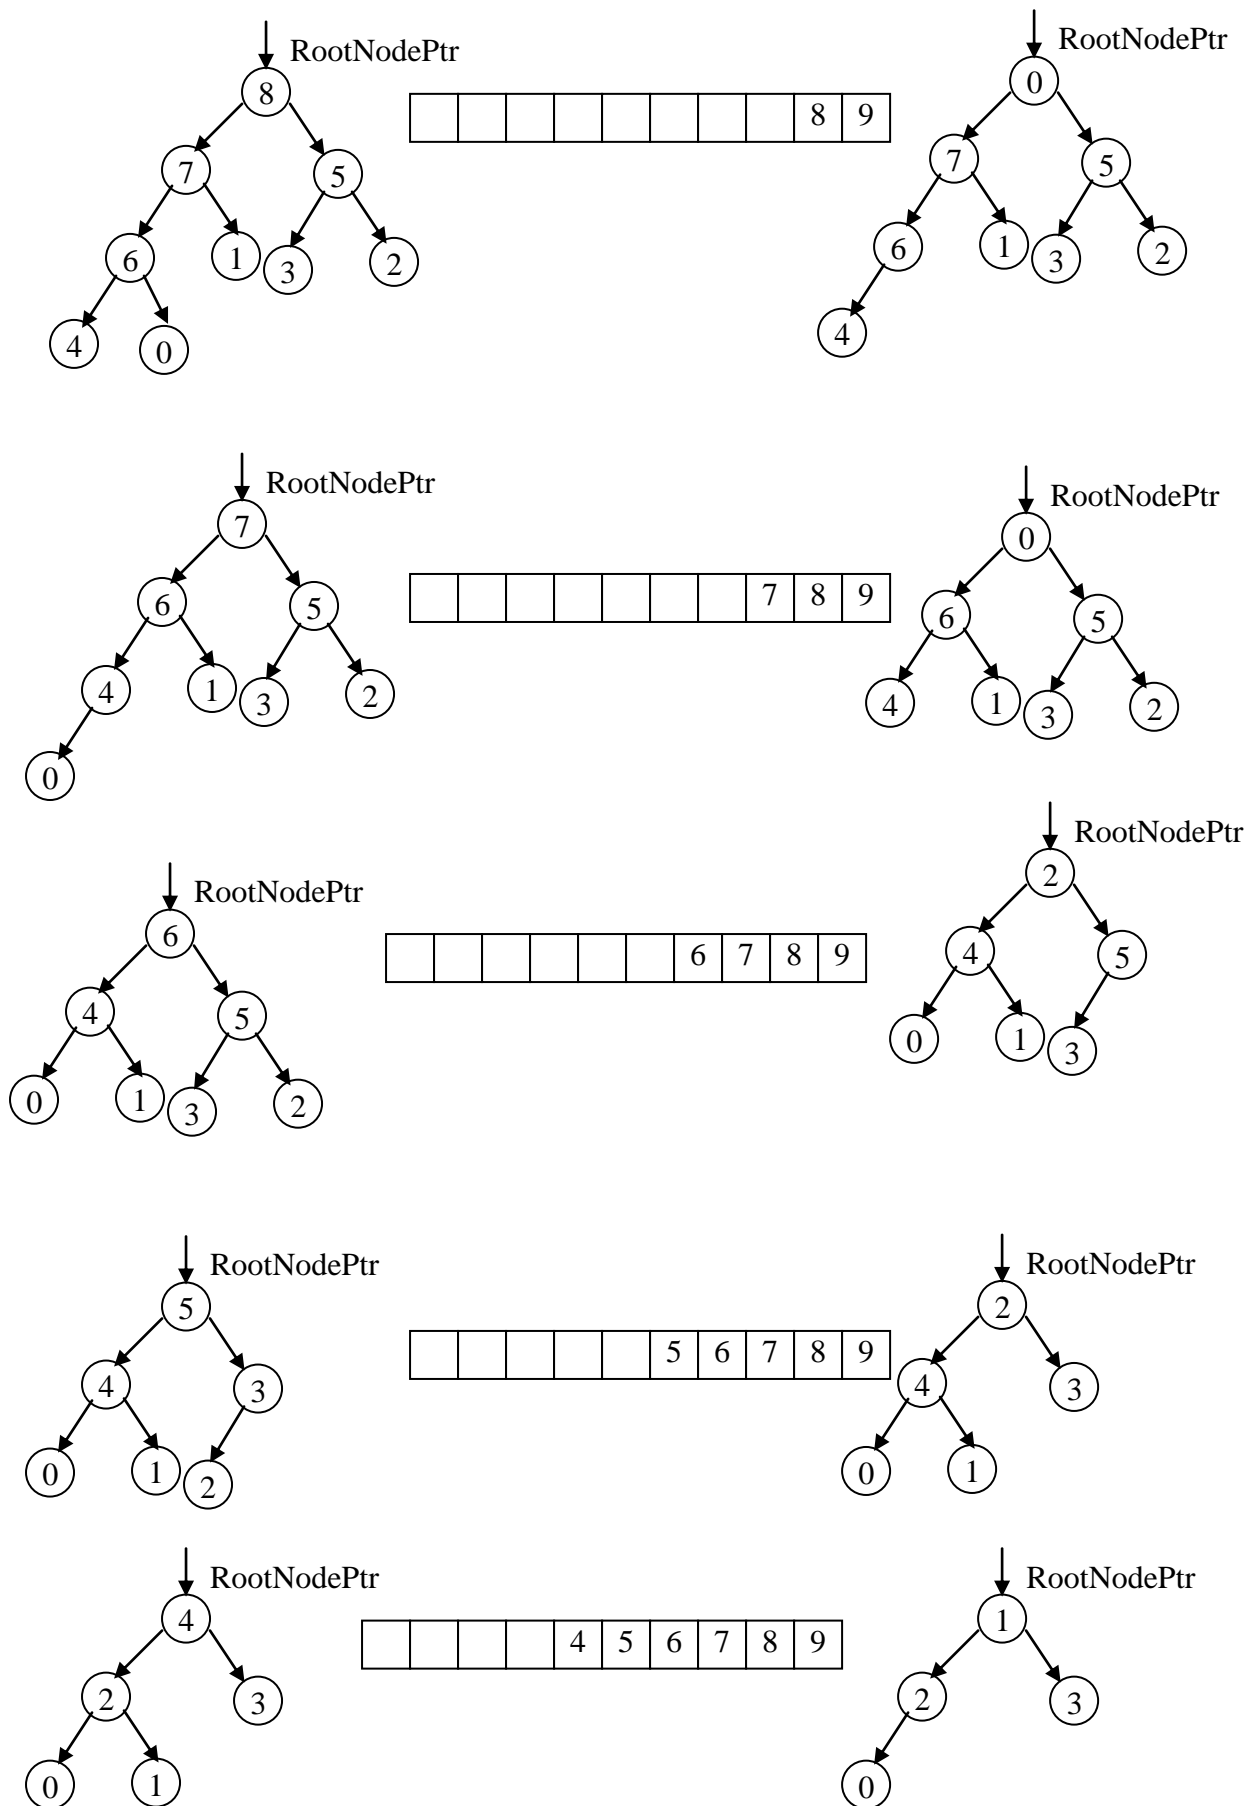 RootNodePtr RootNodePtr
8 8 9 0
7 5 7 5
6 1 3 2 6 1 3 2
4 0 4
RootNodePtr RootNodePtr
7 0
6 5 7 8 9 6 5
4 1 3 2 4 1 3 2
0
RootNodePtr RootNodePtr
6 6 7 8 9 2
4 5 4 5
0 1 3 2 0 1 3
RootNodePtr RootNodePtr
5 2
4 3 5 6 7 8 9 4 3
0 1 2 0 1
RootNodePtr RootNodePtr
4 4 5 6 7 8 9 1
2 3 2 3
0 1 0